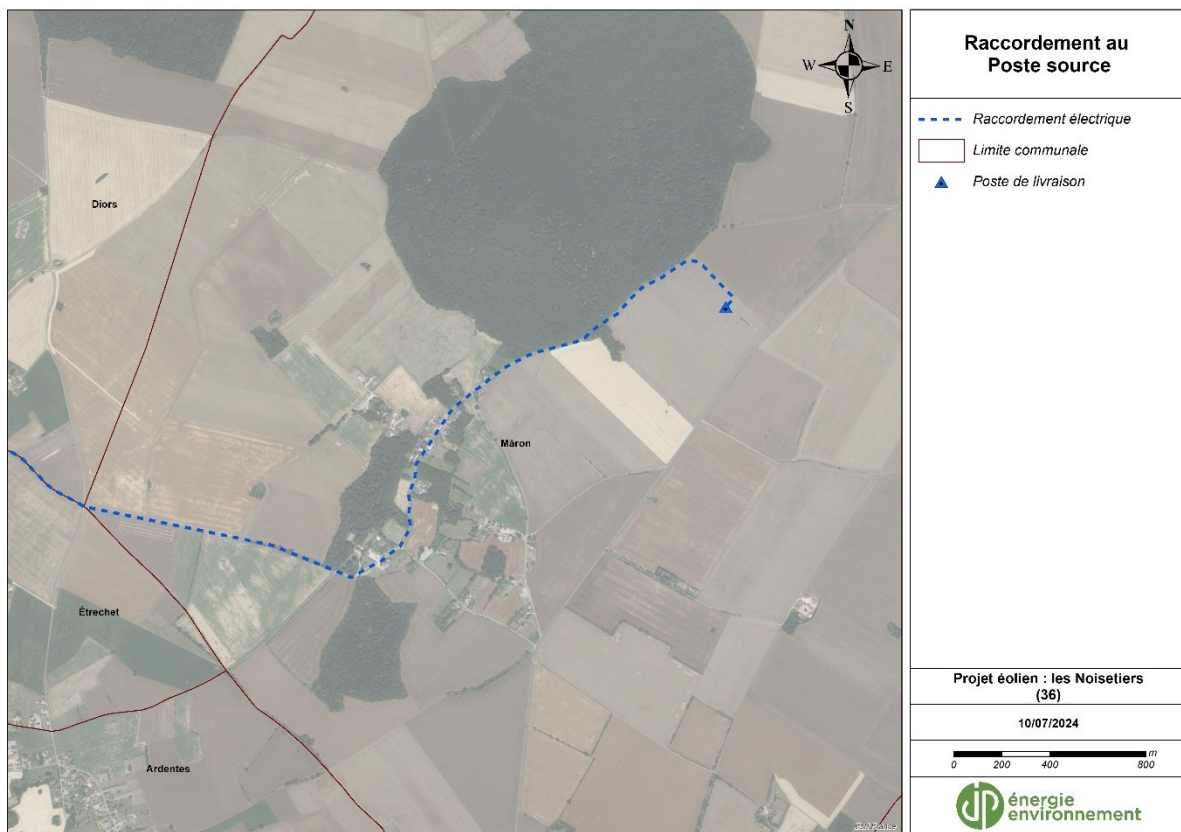 N
W E
S
Diors
Mâron
Étrechet
Ardentes
Raccordement au
Poste source
Raccordement électrique
Limite communale
Poste de livraison
Projet éolien : les Noisetiers
(36)
10/07/2024
m
0 200 400 800
JP énergie
environnement